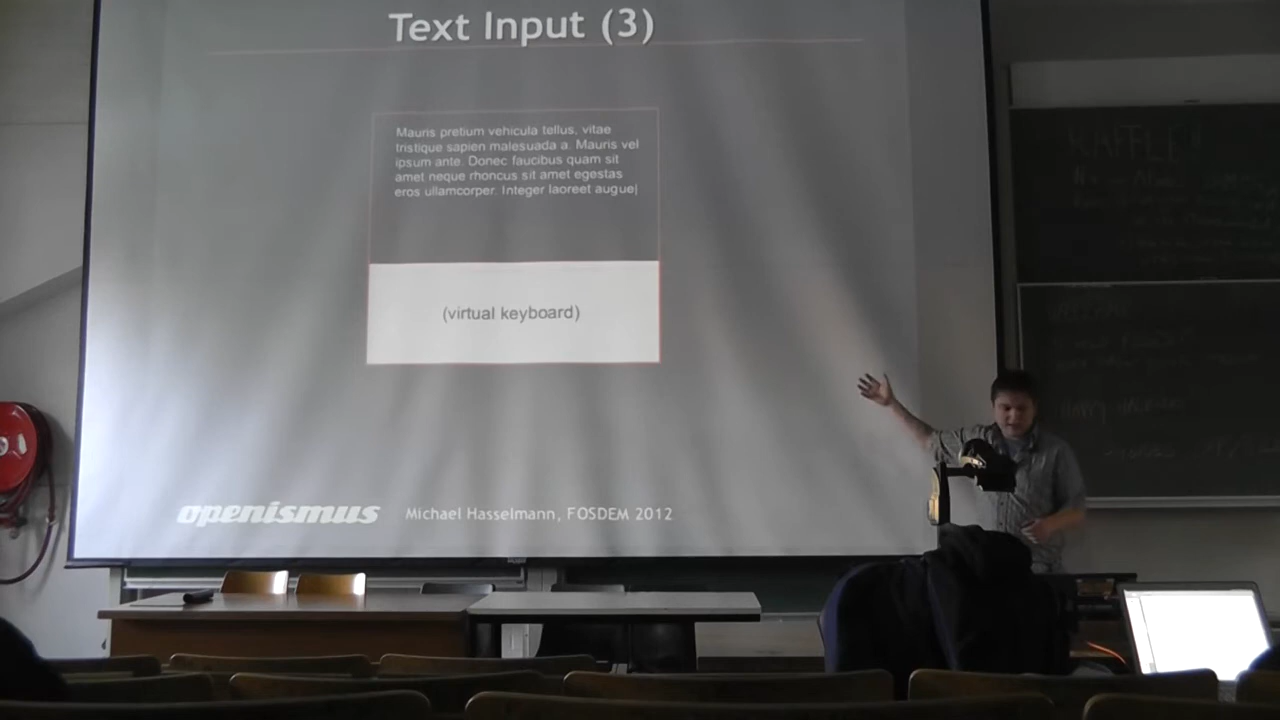 Text Input (3)
Mauris pretium vehicula tellus, vitae
tristique sapien malesuada a. Mauris vel
ipsum ante. Donec faucibus quam sit
amet neque rhoncus sit amet egestas
eros ullamcorper. Integer laoreet augue|
(virtual keyboard)
openismus
Michael Hasselmann, FOSDEM 2012